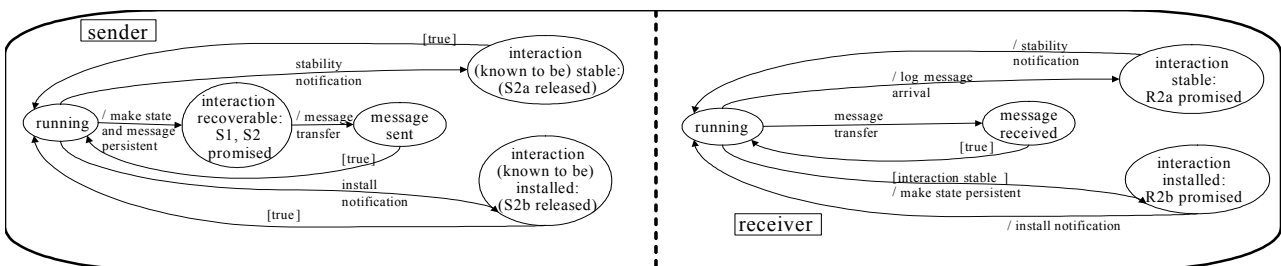 sender
[true]
stability
notification
interaction
(known to be) stable:
(S2a released)
running
/ make state
and message
persistent
interaction
recoverable:
S1, S2
promised
/ message
transfer
message
sent
[true]
install
notification
[true]
interaction
(known to be)
installed:
(S2b released)
receiver
/ stability
notification
/ log message
arrival
interaction
stable:
R2a promised
running
message
transfer
message
received
[true]
[interaction stable ]
/ make state persistent
interaction
installed:
R2b promised
/ install notification